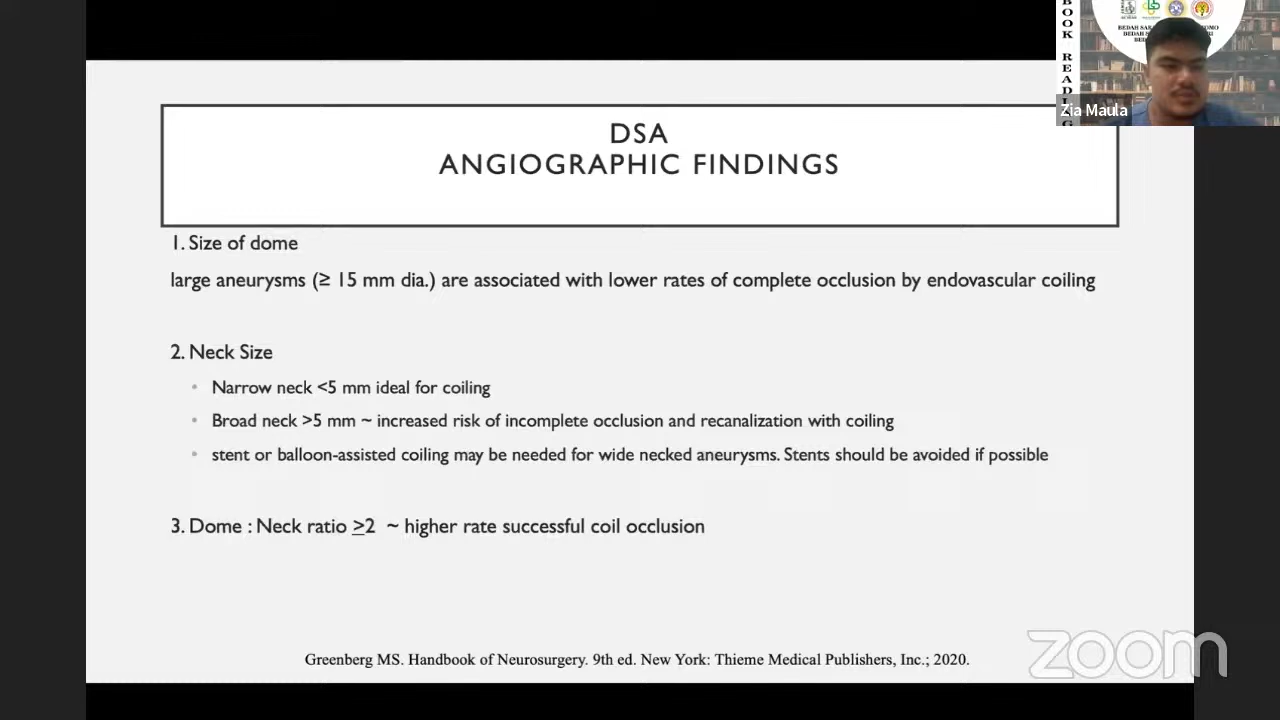 DSA
ANGIOGRAPHIC FINDINGS
1. Size of dome
large aneurysms (≥ 15 mm dia.) are associated with lower rates of complete occlusion by endovascular coiling
2. Neck Size
• Narrow neck <5 mm ideal for coiling
• Broad neck >5 mm ~ increased risk of incomplete occlusion and recanalization with coiling
• stent or balloon-assisted coiling may be needed for wide necked aneurysms. Stents should be avoided if possible
3. Dome : Neck ratio ≥2 ~ higher rate successful coil occlusion
Greenberg MS. Handbook of Neurosurgery. 9th ed. New York: Thieme Medical Publishers, Inc.; 2020.
zoom
BOOK READING
BEDAH
BEDAH
Zia Maula